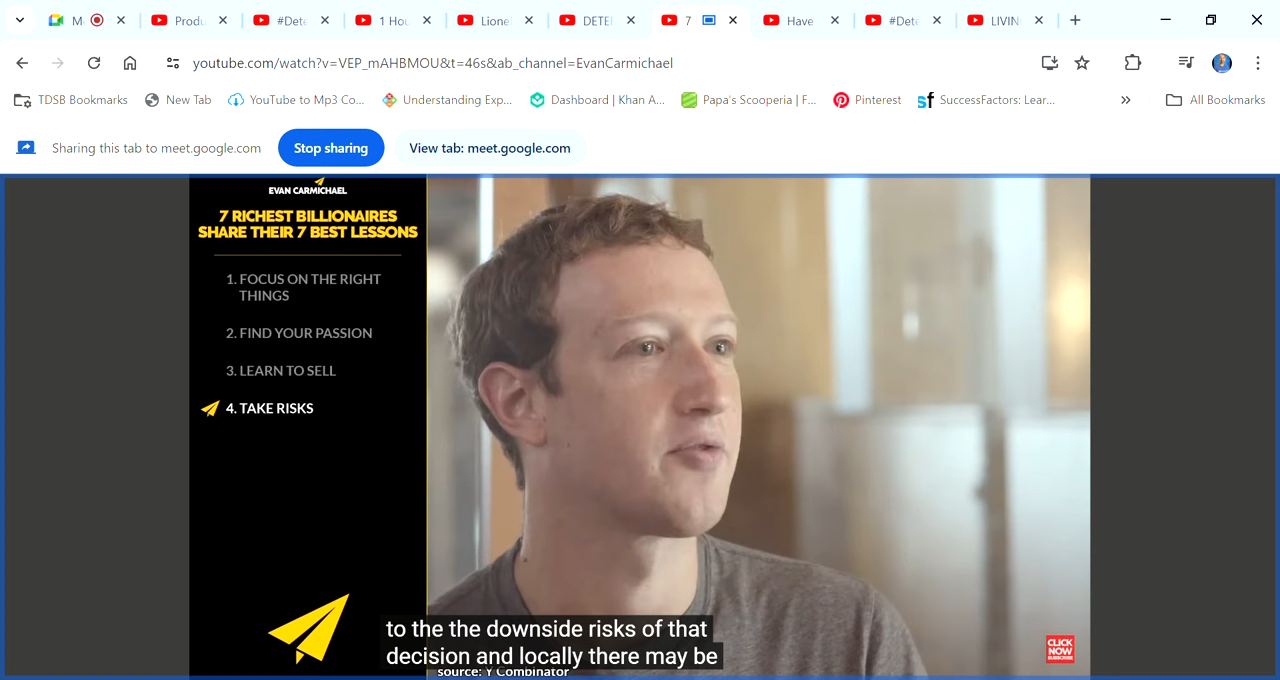 M
Produ
#Dete
1 Hou
Lione
DETE
7
Have
#Dete
LIVIN
youtube.com/watch?v=VEP_mAHBMOU&t=46s&ab_channel=EvanCarmichael
TDSB Bookmarks
New Tab
YouTube to Mp3 Co...
Understanding Exp...
Dashboard | Khan A...
Papa's Scooperia | F...
Pinterest
sf SuccessFactors: Lear...
All Bookmarks
Sharing this tab to meet.google.com
Stop sharing
View tab: meet.google.com
EVAN CARMICHAEL
7 RICHEST BILLIONAIRES
SHARE THEIR 7 BEST LESSONS
1. FOCUS ON THE RIGHT
THINGS
2. FIND YOUR PASSION
3. LEARN TO SELL
4. TAKE RISKS
to the the downside risks of that
decision and locally there may be
source: Y Combinator
CLICK
NOW
SUBSCRIBE